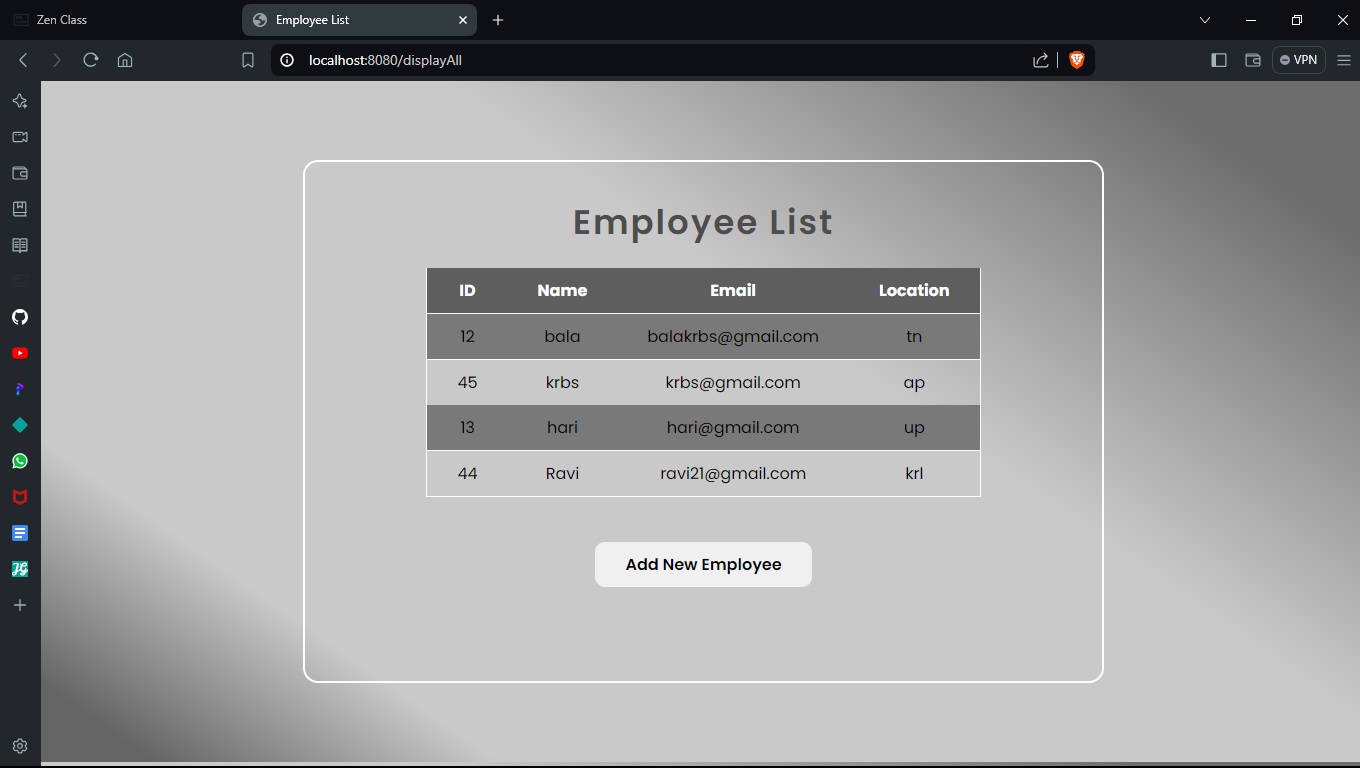 Zen Class
Employee List
localhost:8080/displayAll
VPN
Employee List
ID Name Email Location
12 bala balakrbs@gmail.com tn
45 krbs krbs@gmail.com ap
13 hari hari@gmail.com up
44 Ravi ravi21@gmail.com krl
Add New Employee